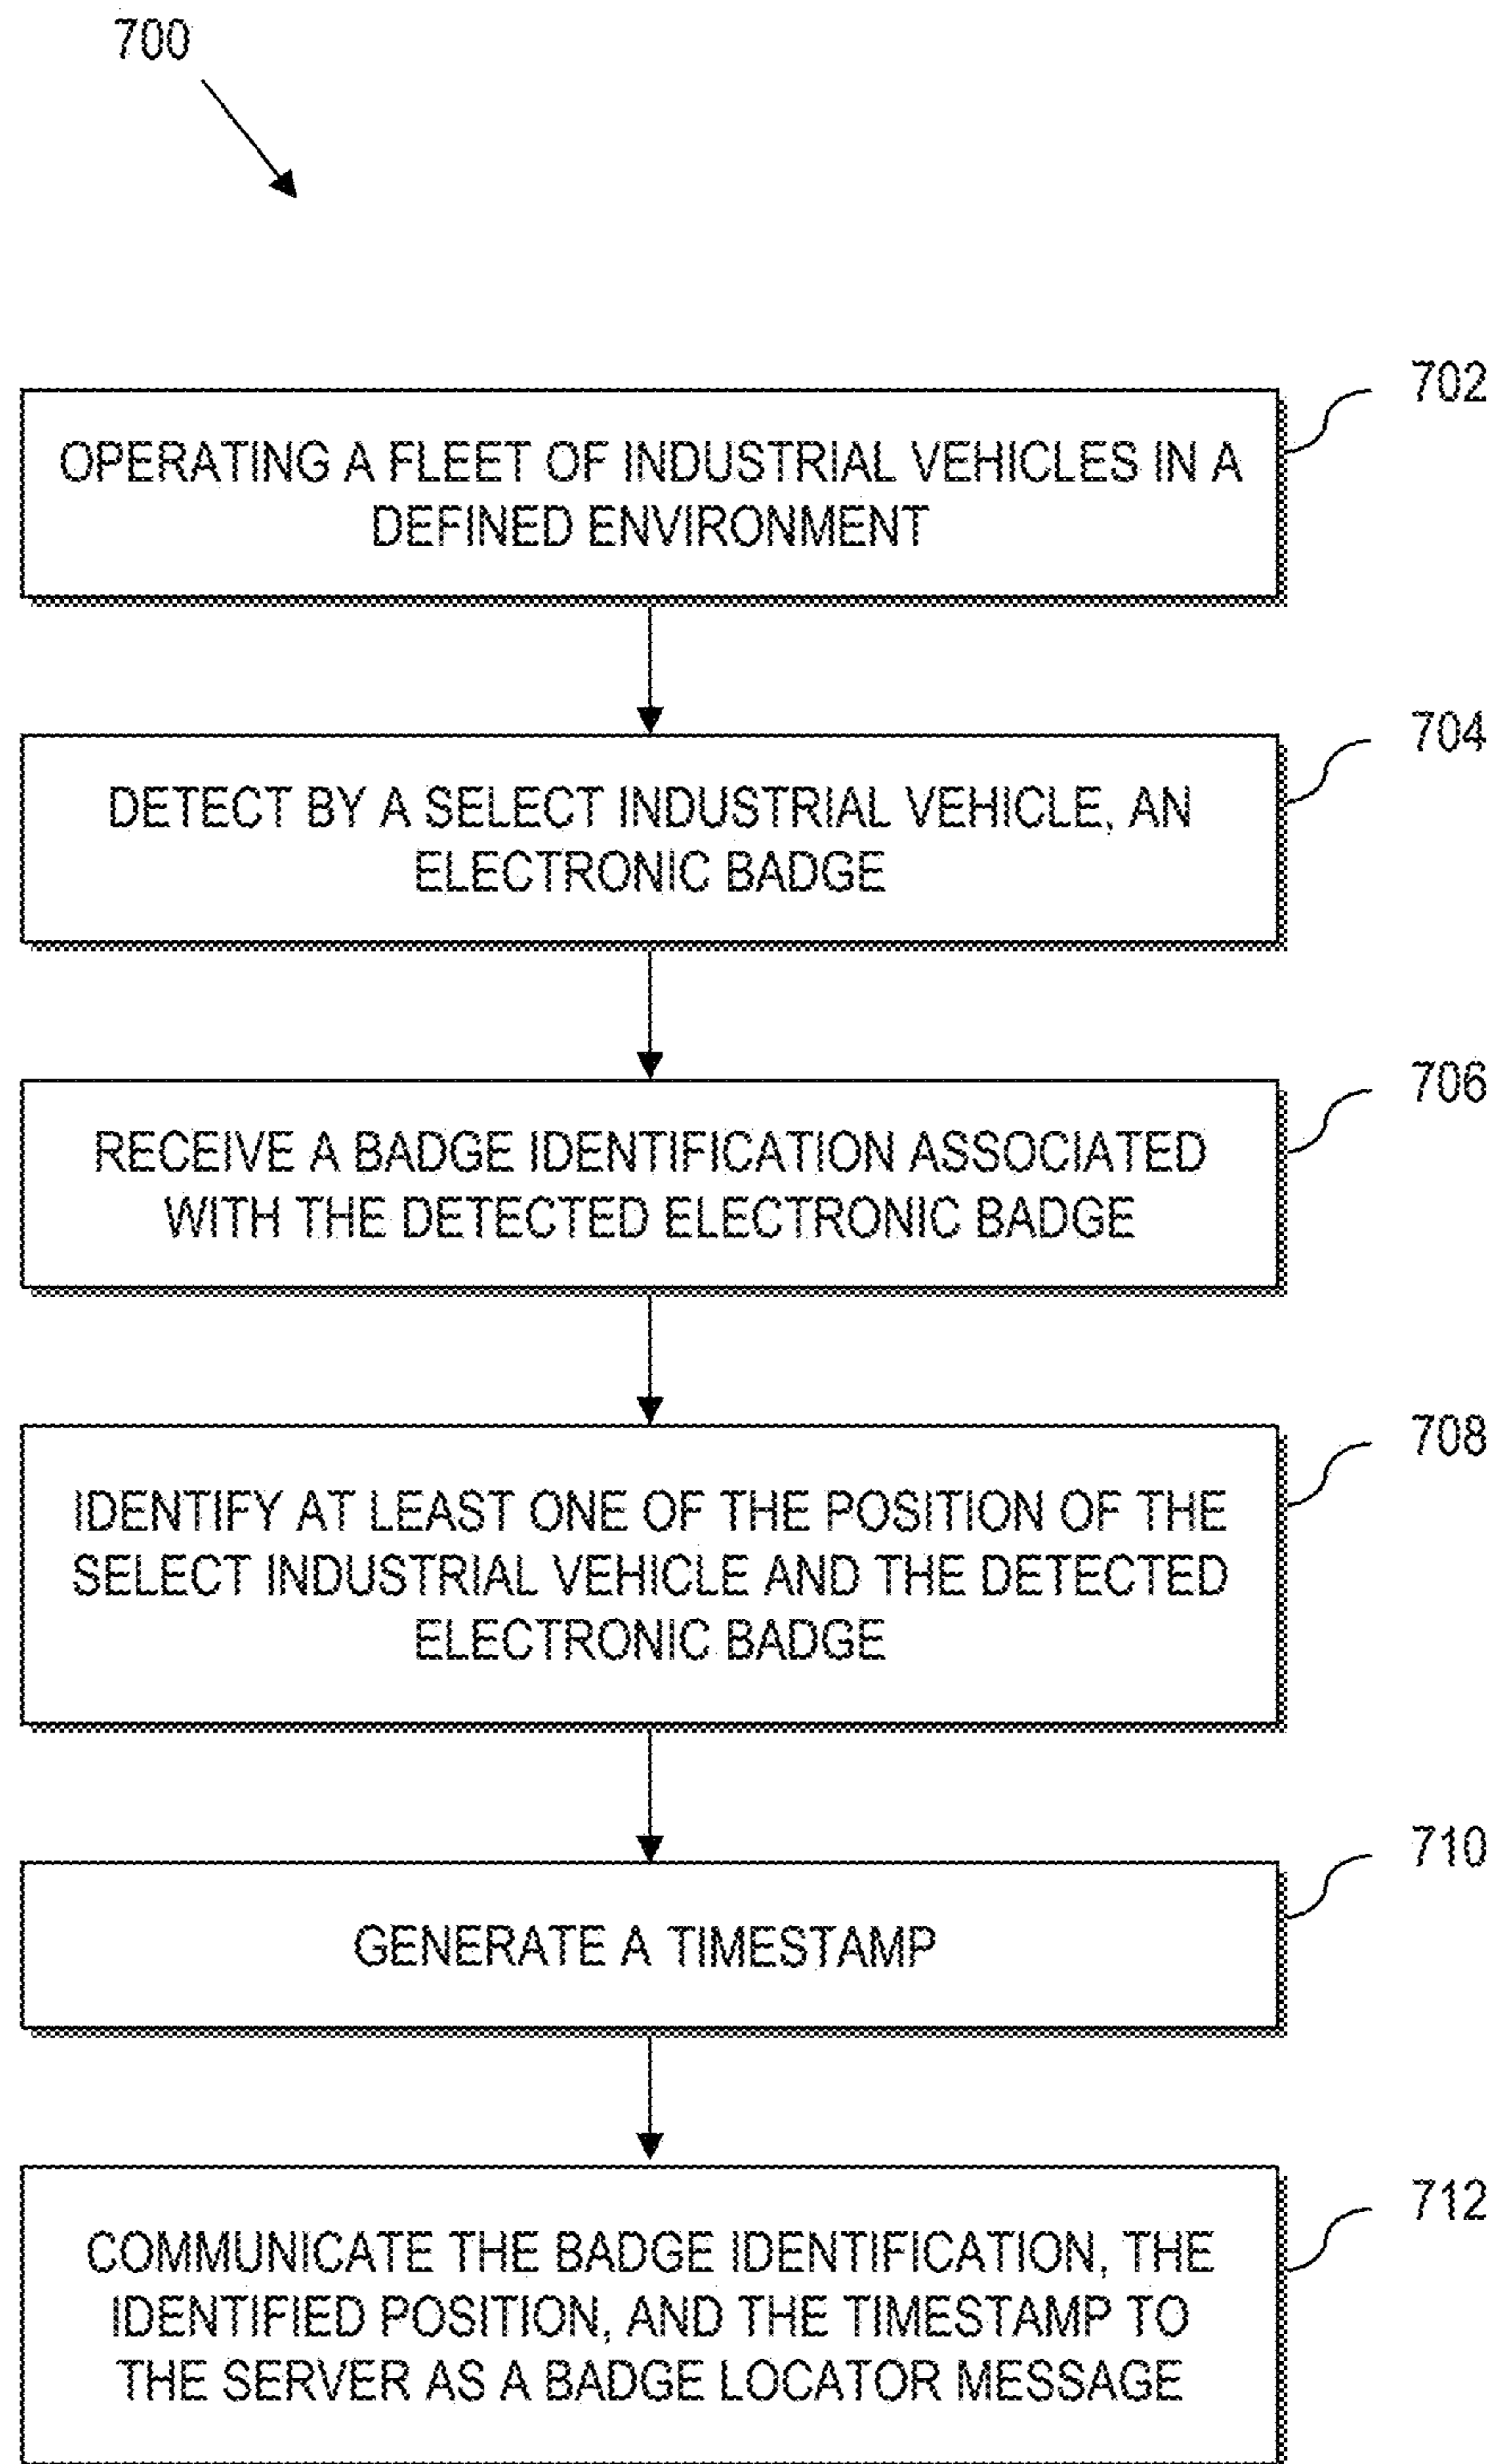 700
702
OPERATING A FLEET OF INDUSTRIAL VEHICLES IN A
DEFINED ENVIRONMENT
704
DETECT BY A SELECT INDUSTRIAL VEHICLE, AN
ELECTRONIC BADGE
706
RECEIVE A BADGE IDENTIFICATION ASSOCIATED
WITH THE DETECTED ELECTRONIC BADGE
708
IDENTIFY AT LEAST ONE OF THE POSITION OF THE
SELECT INDUSTRIAL VEHICLE AND THE DETECTED
ELECTRONIC BADGE
710
GENERATE A TIMESTAMP
712
COMMUNICATE THE BADGE IDENTIFICATION, THE
IDENTIFIED POSITION, AND THE TIMESTAMP TO
THE SERVER AS A BADGE LOCATOR MESSAGE